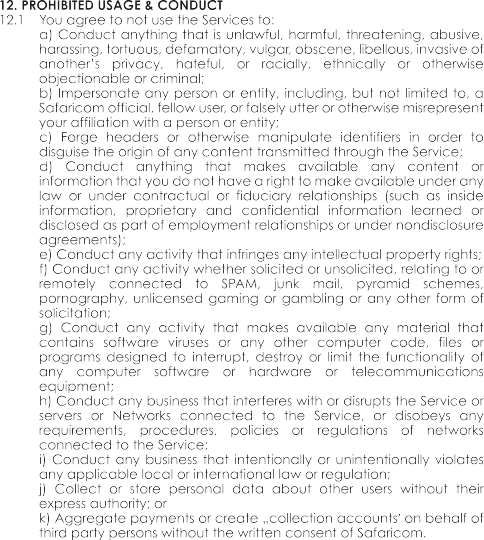 12. PROHIBITED USAGE & CONDUCT
12.1 You agree to not use the Services to:
a) Conduct anything that is unlawful, harmful, threatening, abusive,
harassing, tortuous, defamatory, vulgar, obscene, libellous, invasive of
another's privacy, hateful, or racially, ethnically or otherwise
objectionable or criminal;
b) Impersonate any person or entity, including, but not limited to, a
Safaricom official, fellow user, or falsely utter or otherwise misrepresent
your affiliation with a person or entity;
c) Forge headers or otherwise manipulate identifiers in order to
disguise the origin of any content transmitted through the Service;
d) Conduct anything that makes available any content or
information that you do not have a right to make available under any
law or under contractual or fiduciary relationships (such as inside
information, proprietary and confidential information learned or
disclosed as part of employment relationships or under nondisclosure
agreements);
e) Conduct any activity that infringes any intellectual property rights;
f) Conduct any activity whether solicited or unsolicited, relating to or
remotely connected to SPAM, junk mail, pyramid schemes,
pornography, unlicensed gaming or gambling or any other form of
solicitation;
g) Conduct any activity that makes available any material that
contains software viruses or any other computer code, files or
programs designed to interrupt, destroy or limit the functionality of
any computer software or hardware or telecommunications
equipment;
h) Conduct any business that interferes with or disrupts the Service or
servers or Networks connected to the Service, or disobeys any
requirements, procedures, policies or regulations of networks
connected to the Service;
i) Conduct any business that intentionally or unintentionally violates
any applicable local or international law or regulation;
j) Collect or store personal data about other users without their
express authority; or
k) Aggregate payments or create „collection accounts' on behalf of
third party persons without the written consent of Safaricom.